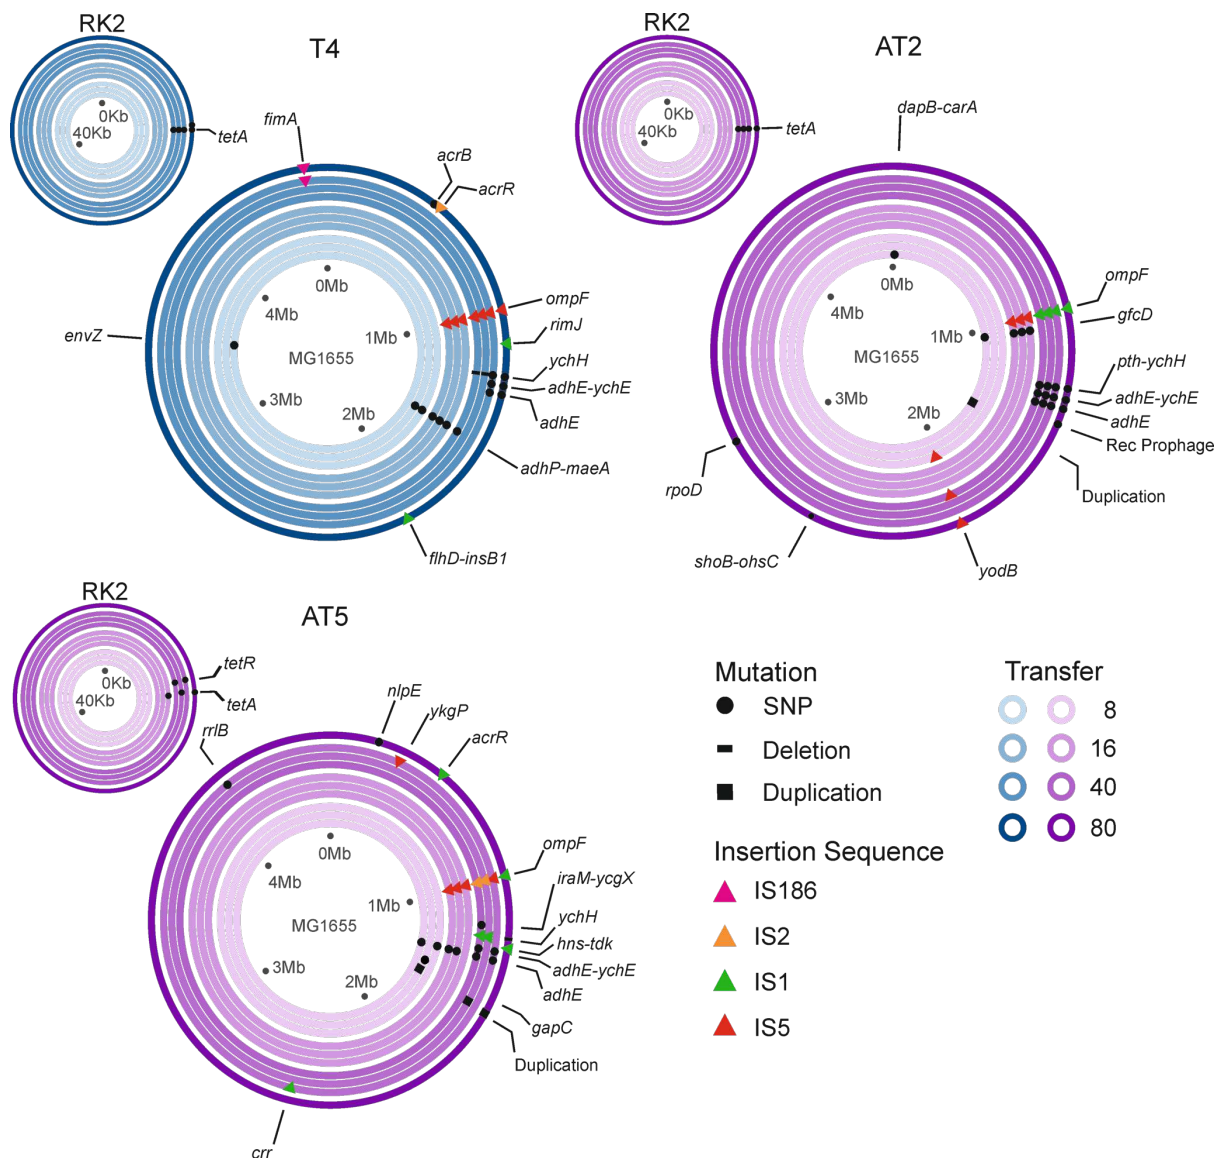 RK2
T4
0Kb
40Kb
tetA
fimA
acrB
acrR
ompF
rimJ
ychH
adhE-ychE
adhE
adhP-maeA
flhD-insB1
envZ
0Mb
1Mb
2Mb
3Mb
4Mb
MG1655
RK2
AT2
0Kb
40Kb
tetA
dapB-carA
ompF
gfcD
pth-ychH
adhE-ychE
adhE
Rec Prophage
Duplication
yodB
shoB-ohsC
rpoD
0Mb
1Mb
2Mb
3Mb
4Mb
MG1655
RK2
AT5
0Kb
40Kb
tetR
tetA
rrlB
nlpE
ykgP
acrR
ompF
iraM-ycgX
ychH
hns-tdk
adhE-ychE
adhE
gapC
Duplication
crr
0Mb
1Mb
2Mb
3Mb
4Mb
MG1655
Mutation
SNP
Deletion
Duplication
Insertion Sequence
IS186
IS2
IS1
IS5
Transfer
8
16
40
80